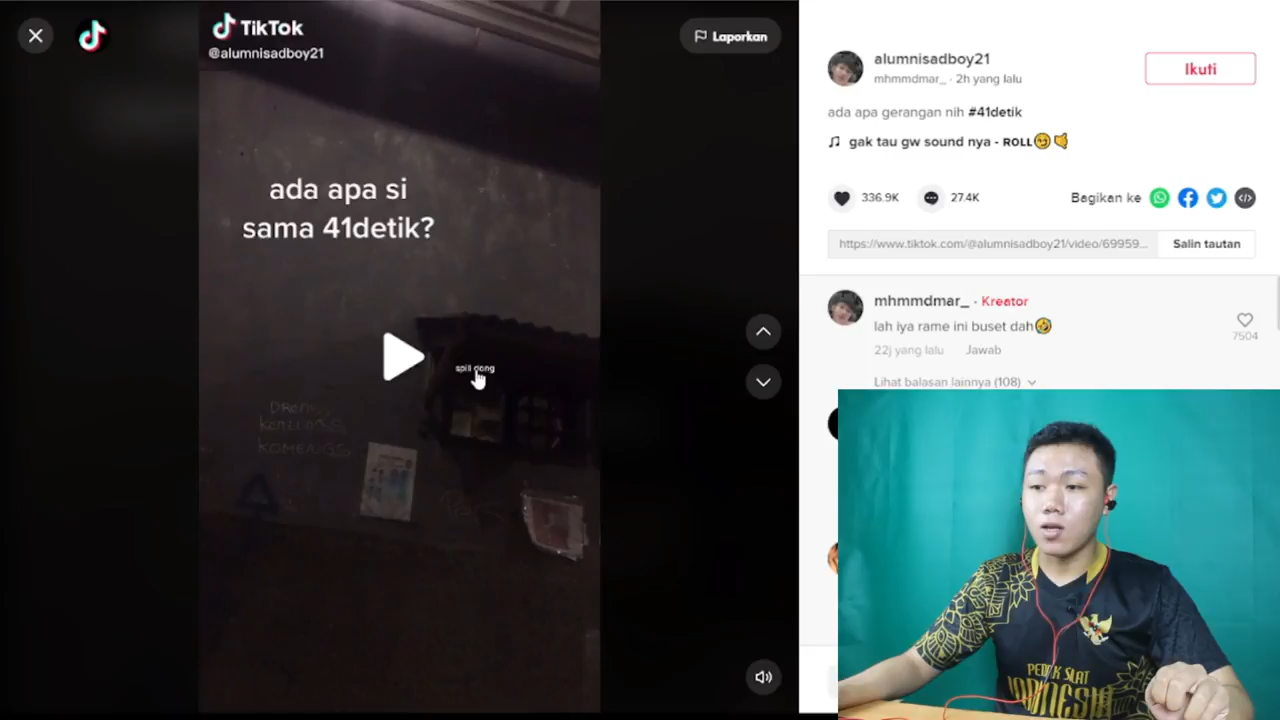 TikTok
@alumnisadboy21
Laporkan
ada apa si
sama 41detik?
spill dong
KOMENGSS
alumnisadboy21
mhmmdmar_ · 2h yang lalu
Ikuti
ada apa gerangan nih #41detik
gak tau gw sound nya - ROLL
336.9K
27.4K
Bagikan ke
https://www.tiktok.com/@alumnisadboy21/video/69959...
Salin tautan
mhmmdmar_ · Kreator
lah iya rame ini buset dah
7504
22j yang lalu
Jawab
Lihat balasan lainnya (108)
INDONESIA